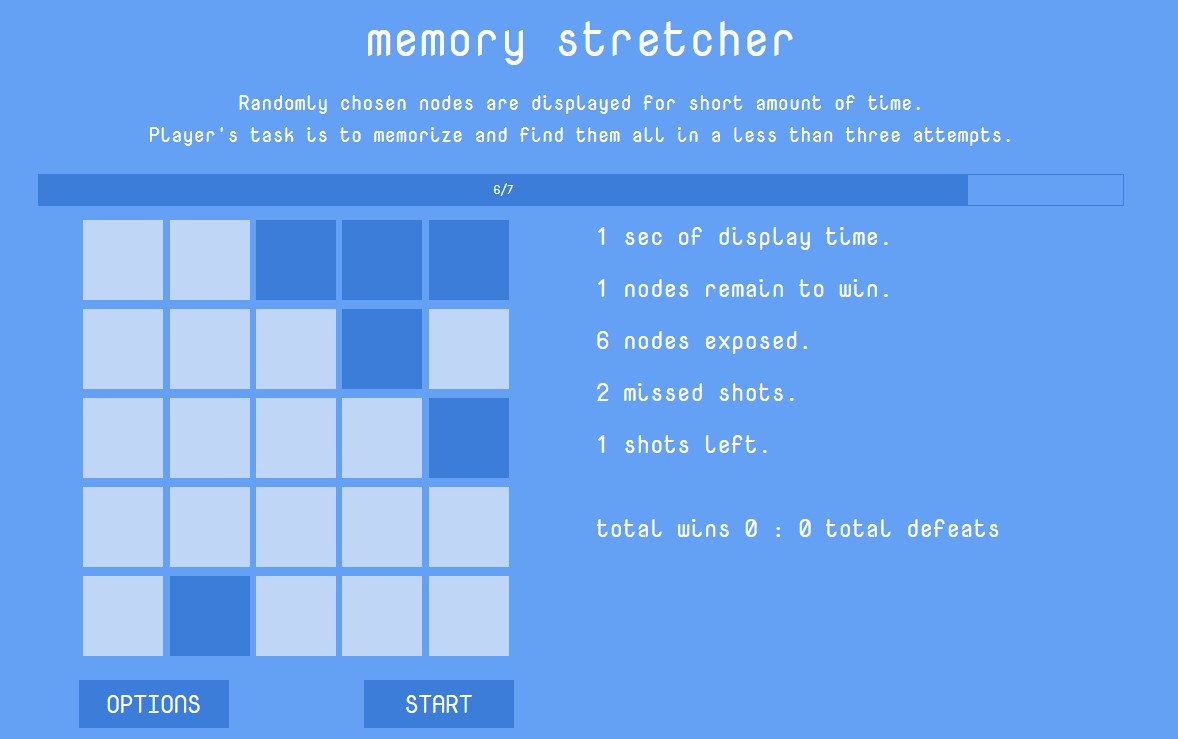 memory stretcher
Randomly chosen nodes are displayed for short amount of time.
Player's task is to memorize and find them all in a less than three attempts.
6/7
1 sec of display time.
1 nodes remain to win.
6 nodes exposed.
2 missed shots.
1 shots left.
total wins 0 : 0 total defeats
OPTIONS
START